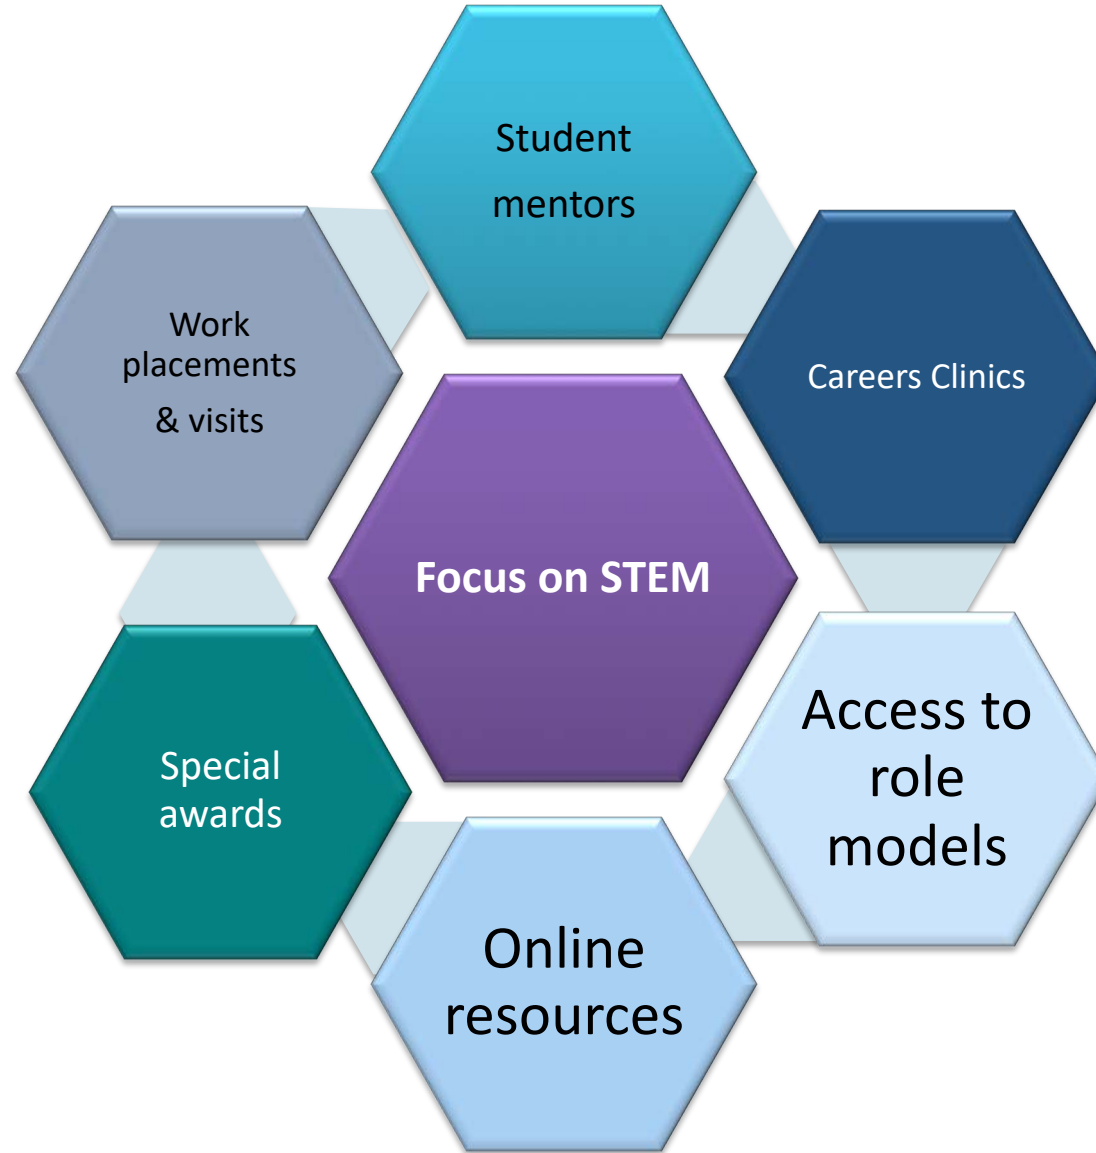 Student
mentors
Careers Clinics
Work
placements
& visits
Focus on STEM
Access to
role
models
Special
awards
Online
resources